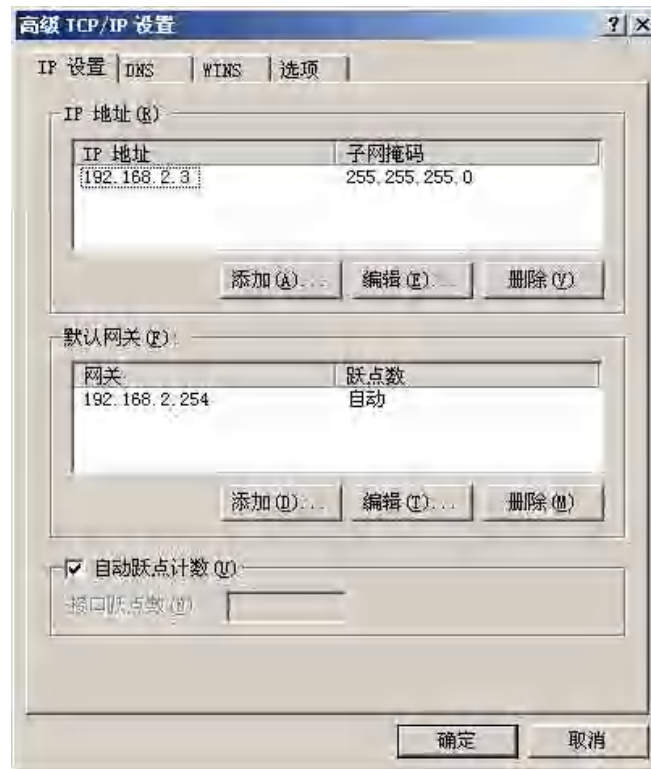 高级 TCP/IP 设置
IP 设置 DNS WINS 选项
IP 地址(R)
IP 地址 子网掩码
192.168.2.3 255.255.255.0
添加(A)... 编辑(E)... 删除(V)
默认网关(F):
网关 跃点数
192.168.2.254 自动
添加(D)... 编辑(T)... 删除(M)
自动跃点计数(U)
接口跃点数(N)
确定 取消